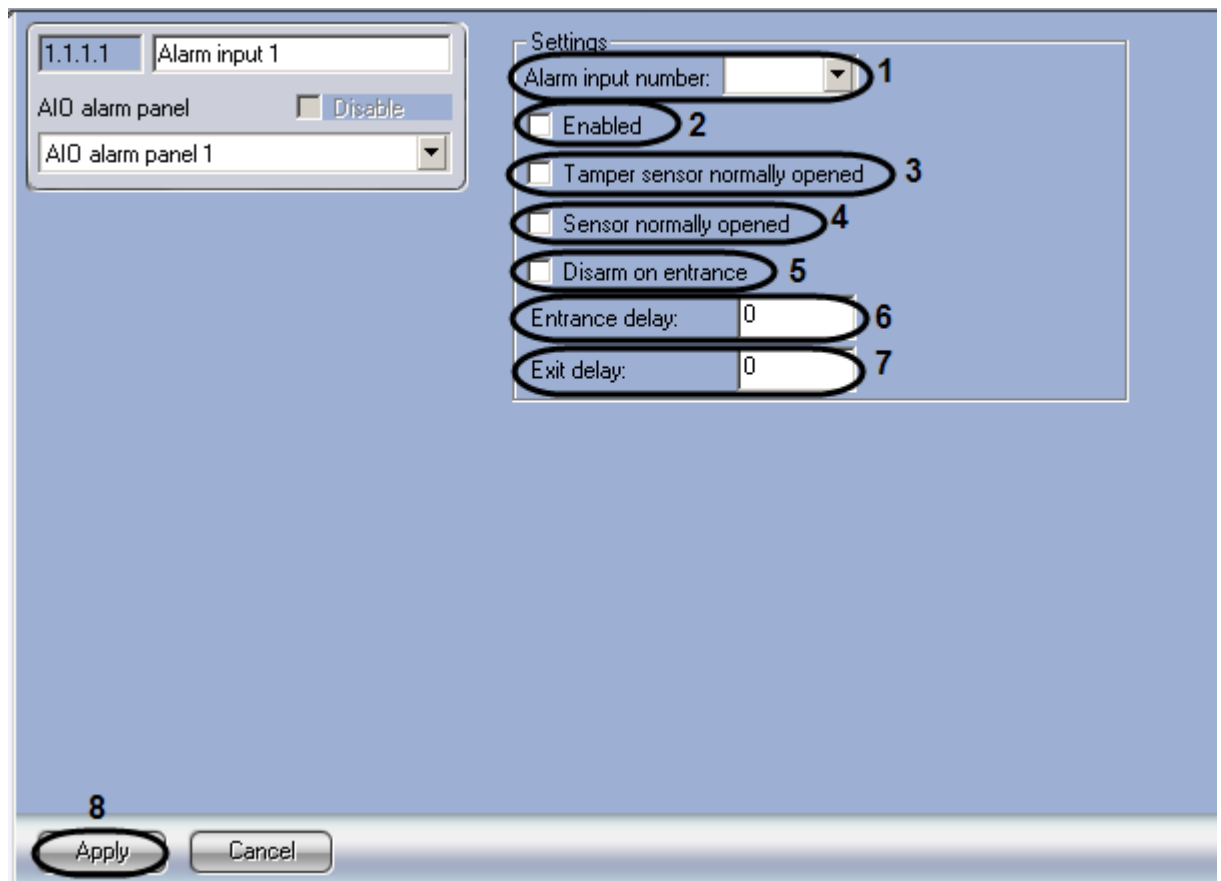 1.1.1.1 Alarm input 1
AIO alarm panel Disable
AIO alarm panel 1
Settings
Alarm input number: 1
Enabled 2
Tamper sensor normally opened 3
Sensor normally opened 4
Disarm on entrance 5
Entrance delay: 0 6
Exit delay: 0 7
8
Apply Cancel